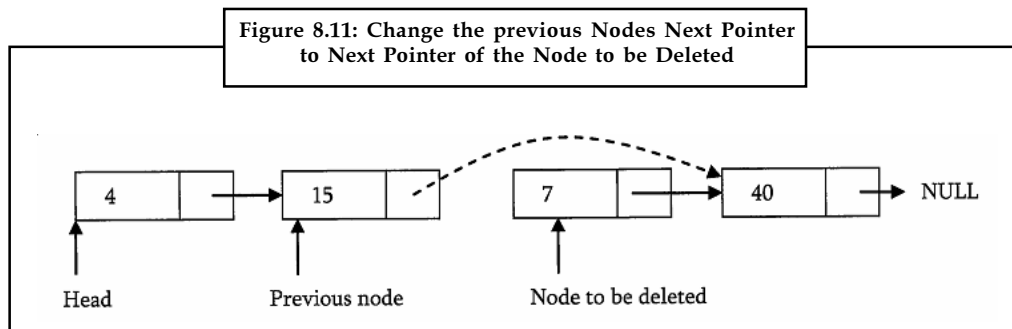 Figure 8.11: Change the previous Nodes Next Pointer
to Next Pointer of the Node to be Deleted
4 15 7 40 NULL
Head Previous node Node to be deleted